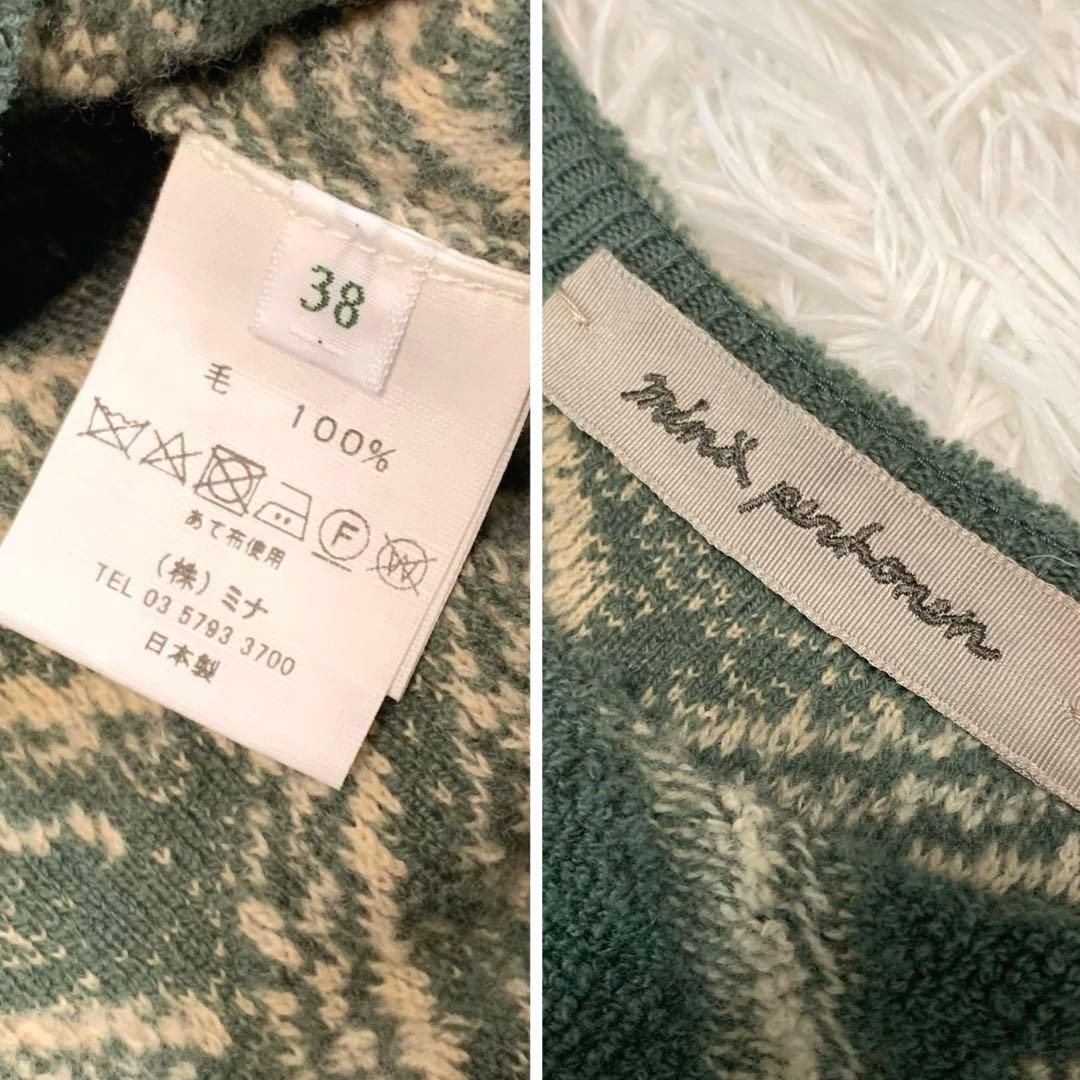 38
毛 100%
F
W
あて布使用
(株)ミナ
TEL 03 5793 3700
日本製
minä perhonen